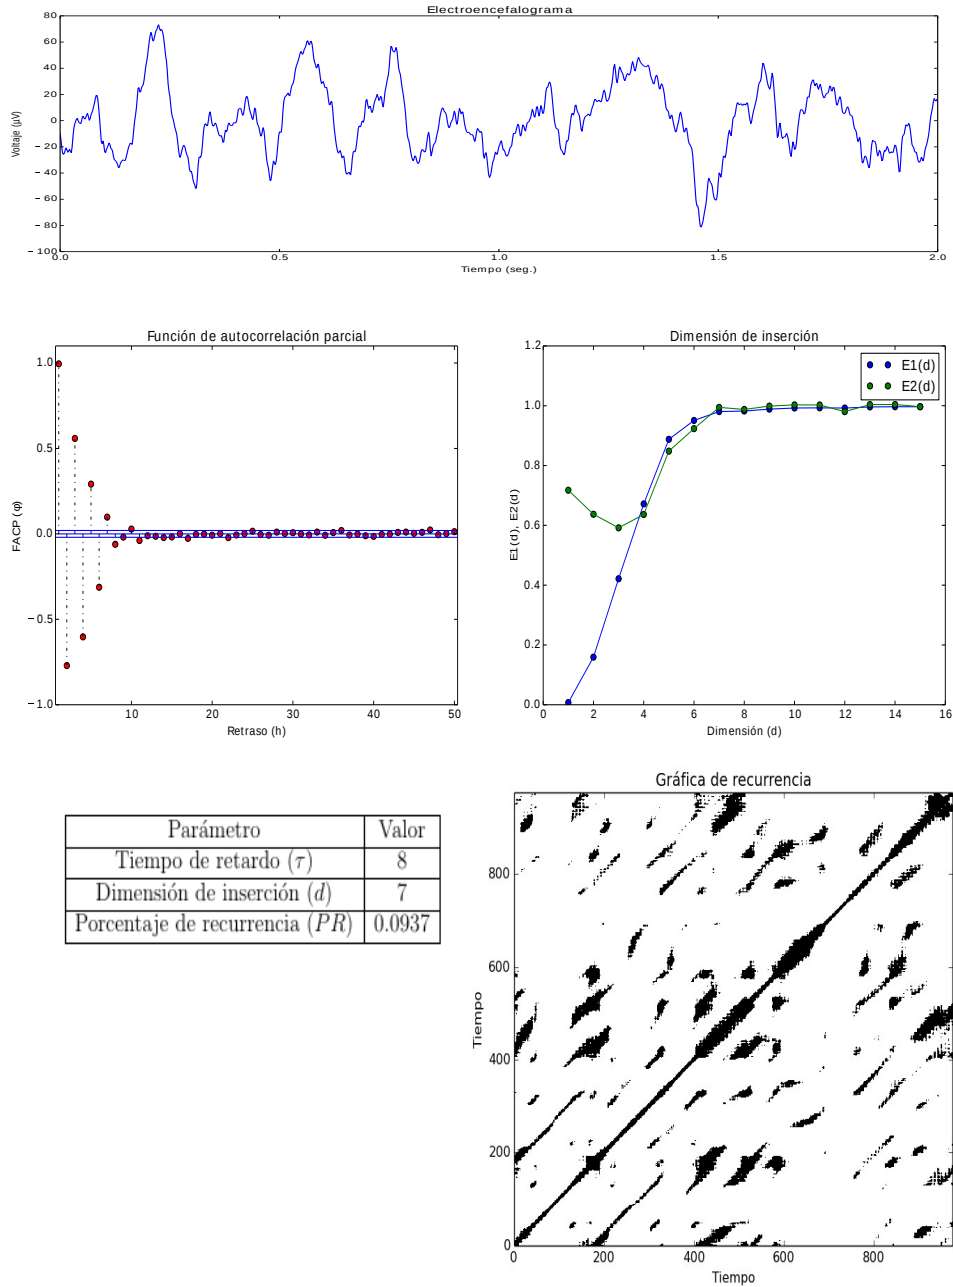 Electroencefalograma
80
60
40
20
0
−20
−40
−60
−80
−100
Voltaje (µV)
0.0 0.5 1.0 1.5 2.0
Tiempo (seg.)
Función de autocorrelación parcial
1.0
0.5
0.0
−0.5
−1.0
FACP (φ)
10 20 30 40 50
Retraso (h)
Dimensión de inserción
1.2
1.0
0.8
0.6
0.4
0.2
0.0
E1(d), E2(d)
E1(d)
E2(d)
0 2 4 6 8 10 12 14 16
Dimensión (d)
Parámetro Valor
Tiempo de retardo (τ) 8
Dimensión de inserción (d) 7
Porcentaje de recurrencia (PR) 0.0937
Gráfica de recurrencia
800
600
400
200
0
Tiempo
0 200 400 600 800
Tiempo